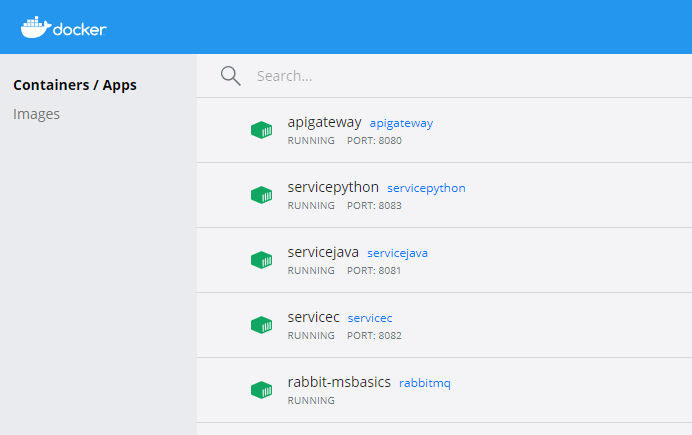 docker
Containers / Apps
Images
Search...
apigateway apigateway
RUNNING PORT: 8080
servicepython servicepython
RUNNING PORT: 8083
servicejava servicejava
RUNNING PORT: 8081
servicec servicec
RUNNING PORT: 8082
rabbit-msbasics rabbitmq
RUNNING